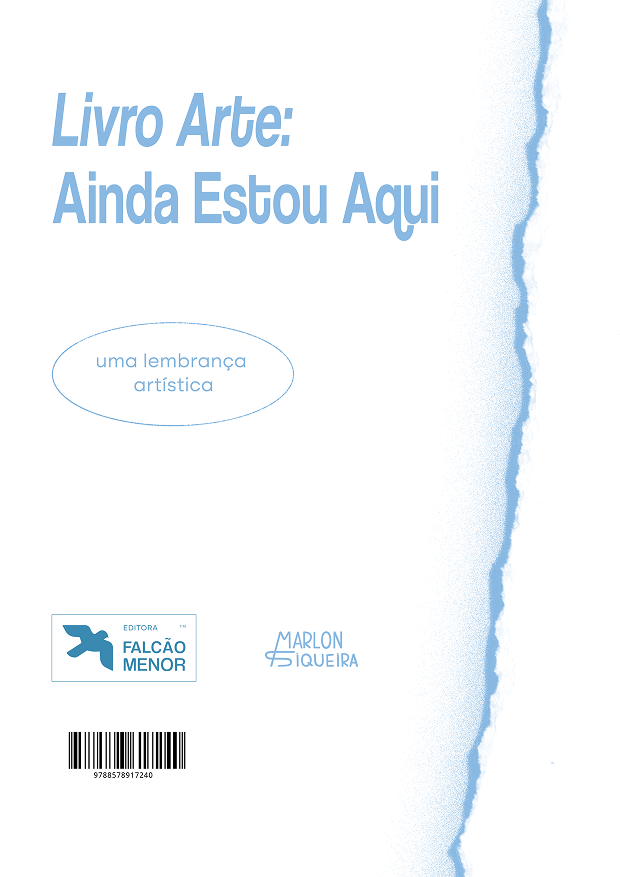 Livro Arte:
Ainda Estou Aqui
uma lembrança
artística
EDITORA ™
FALCÃO
MENOR
MARLON
SIQUEIRA
9788578917240